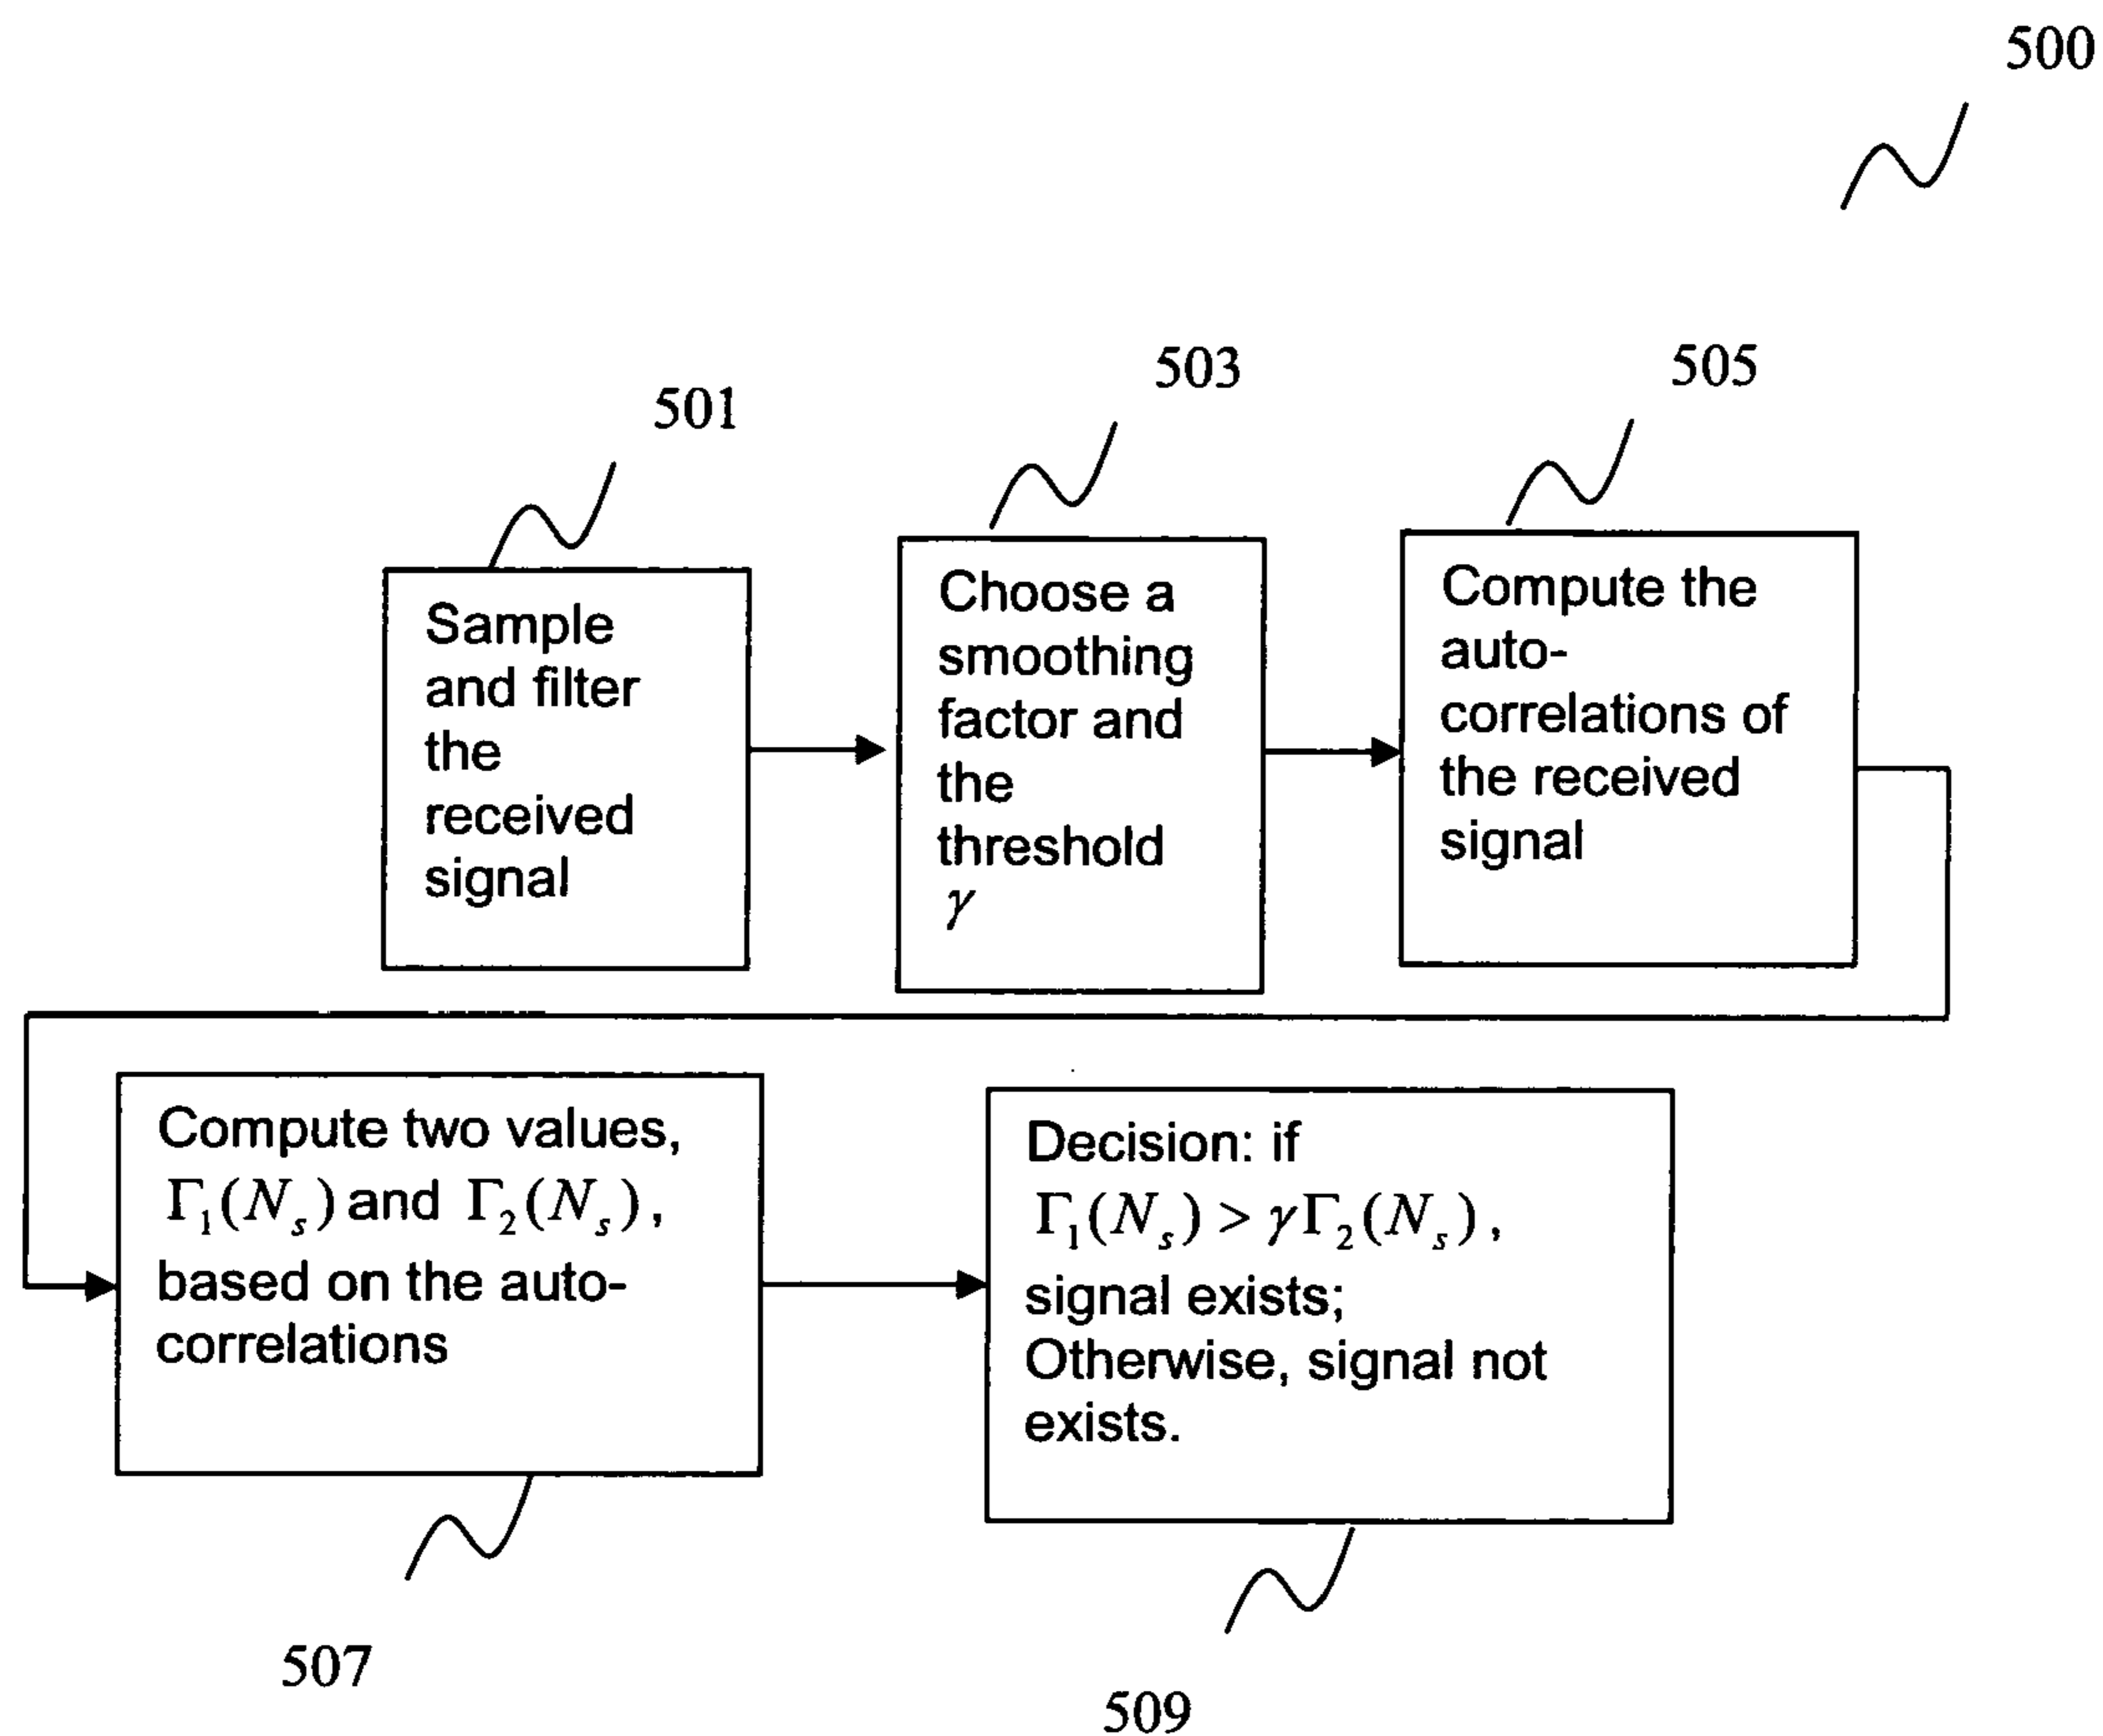 500
501
503
505
Sample
and filter
the
received
signal
Choose a
smoothing
factor and
the
threshold
γ
Compute the
auto-
correlations of
the received
signal
Compute two values,
Γ₁(Nₛ) and Γ₂(Nₛ),
based on the auto-
correlations
Decision: if
Γ₁(Nₛ) > γΓ₂(Nₛ),
signal exists;
Otherwise, signal not
exists.
507
509